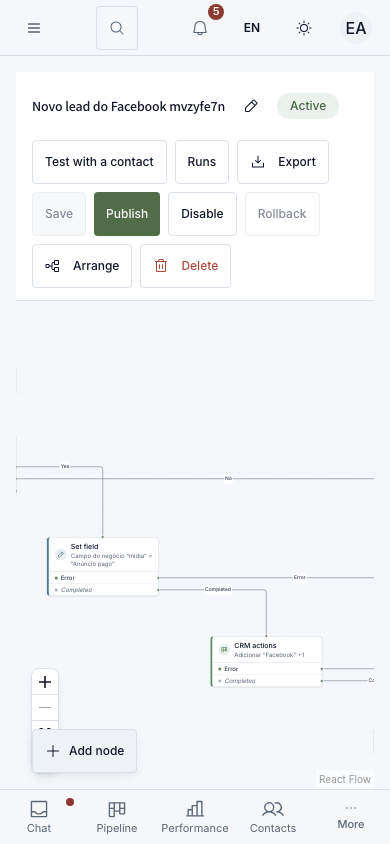 5
EN
EA
Novo lead do Facebook mvzyfe7n
Active
Test with a contact
Runs
Export
Save
Publish
Disable
Rollback
Arrange
Delete
Yes
No
Set field
Campo do negócio "midia" =
"Anúncio pago"
Error
Error
Completed
Completed
CRM actions
Adicionar "Facebook" +1
Error
Completed
Add node
React Flow
Chat
Pipeline
Performance
Contacts
More